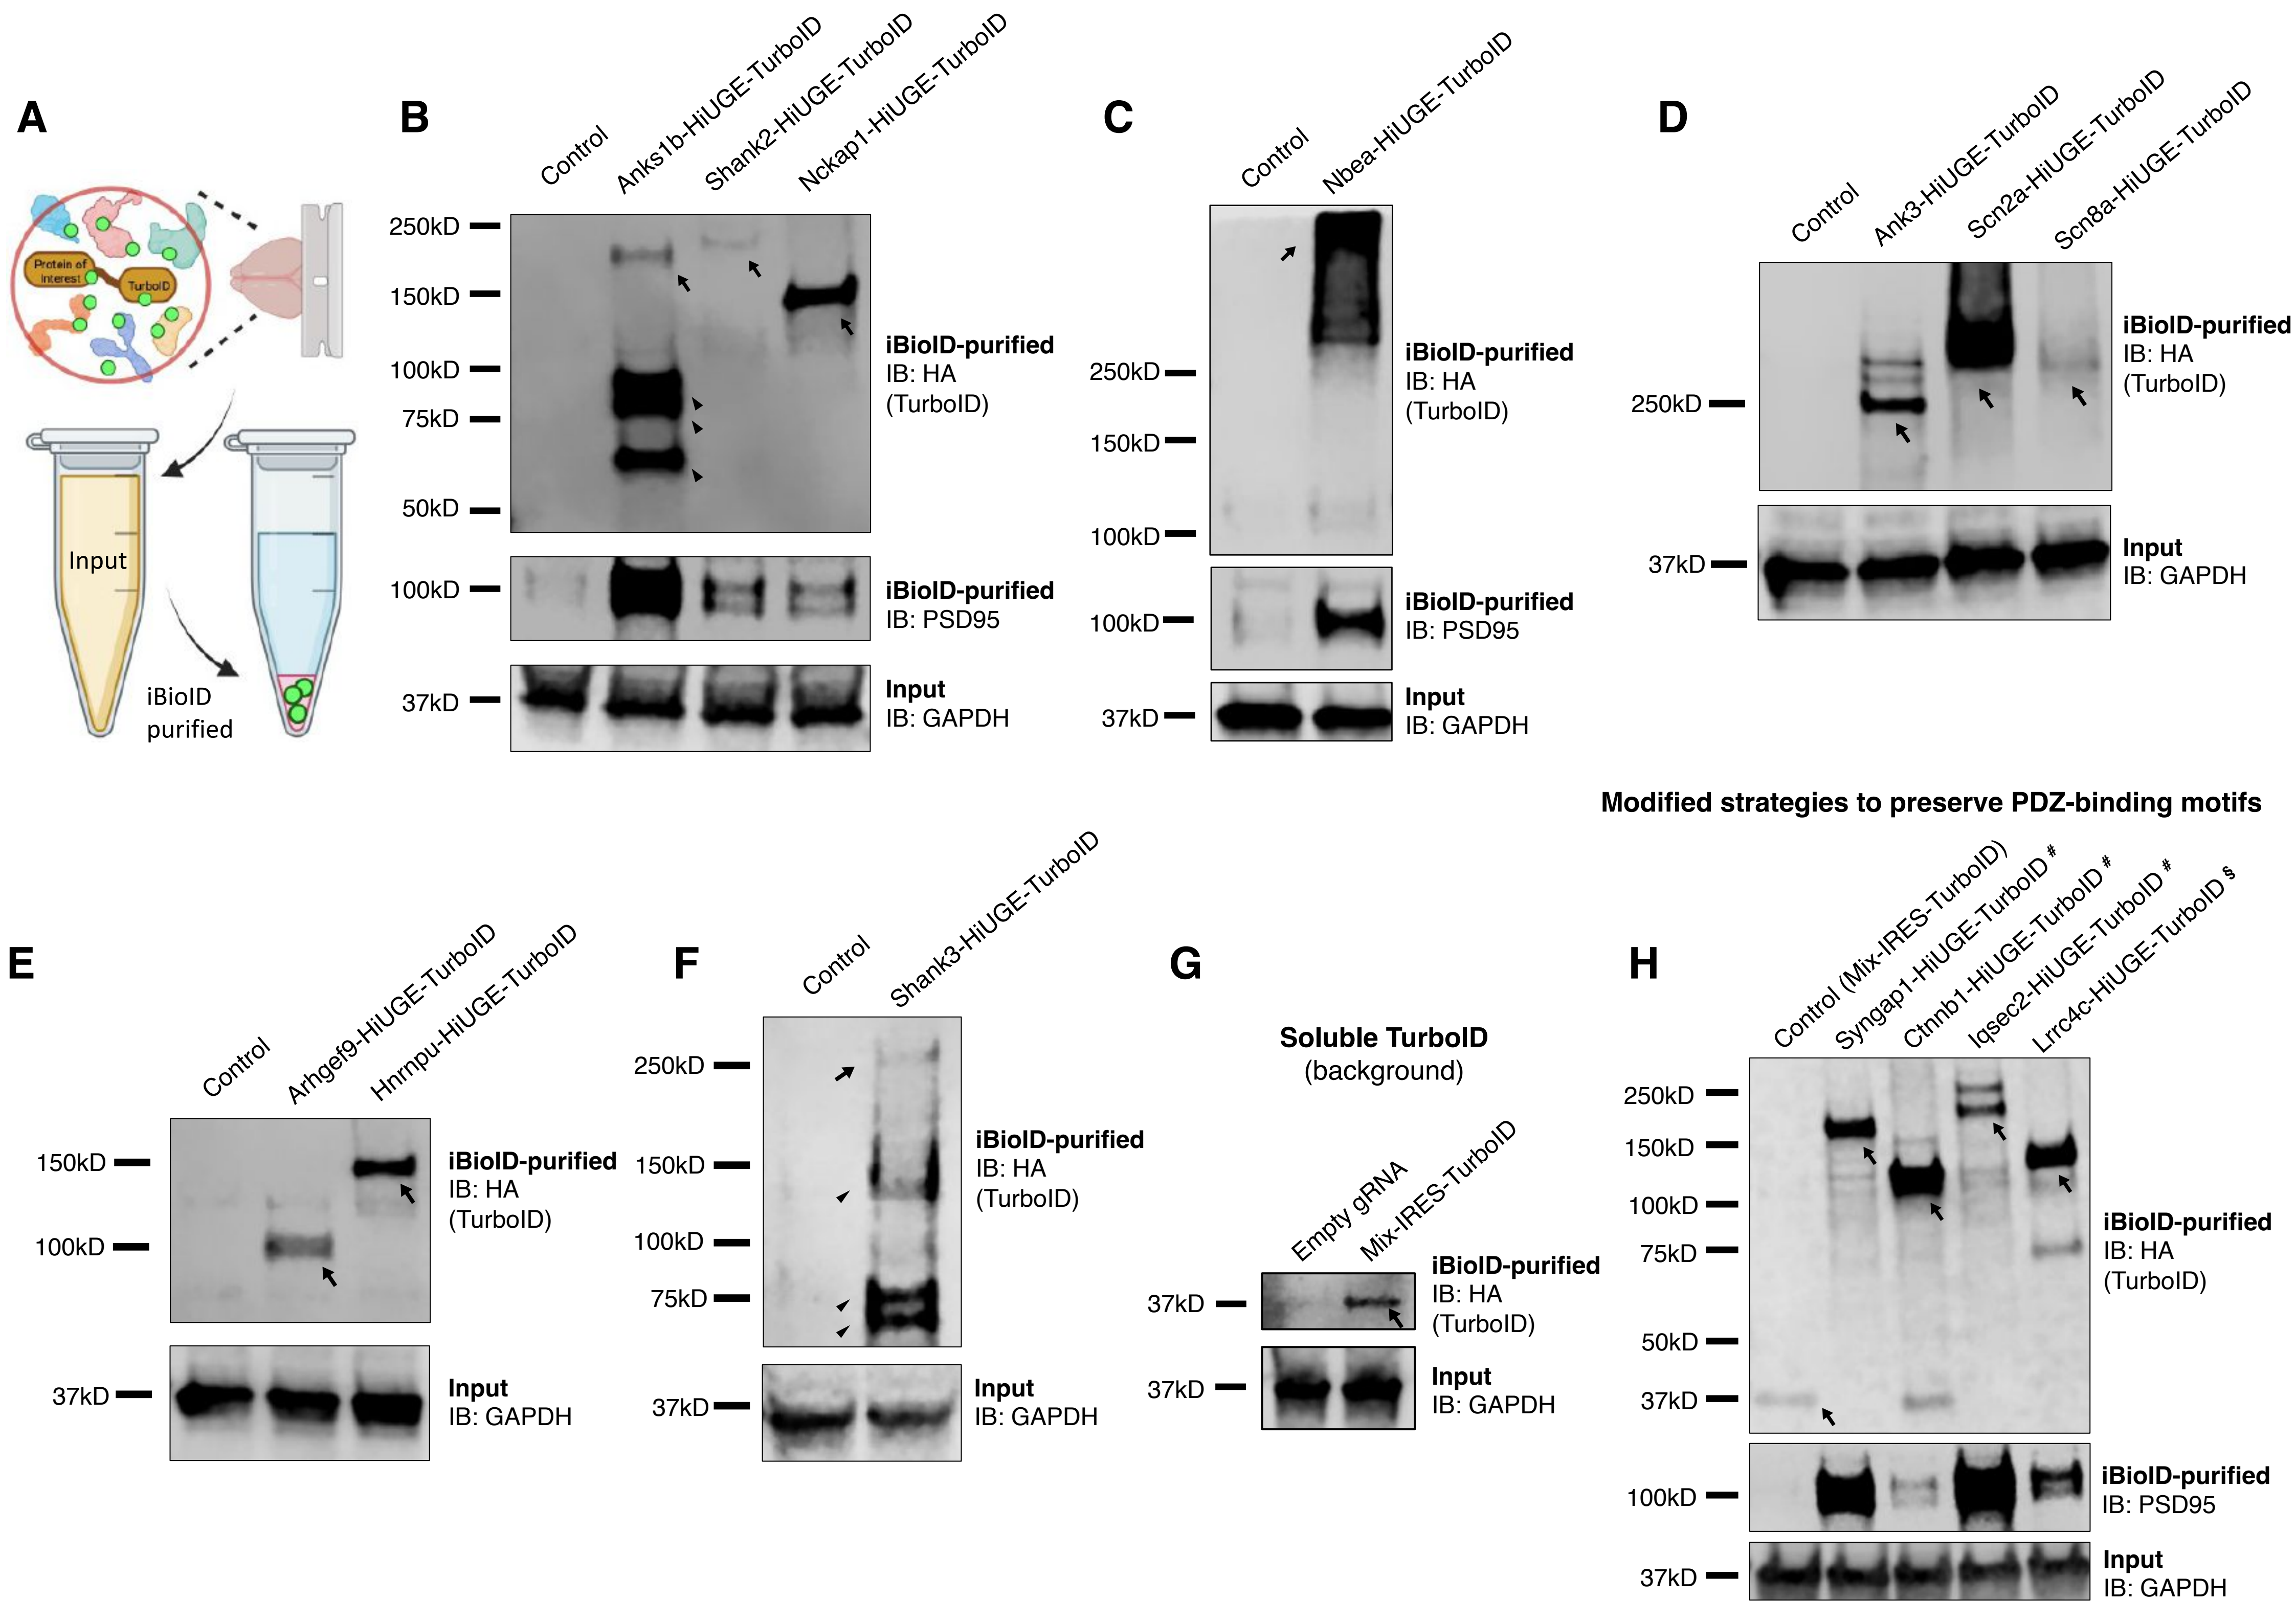 A
Protein of
Interest
TurboID
Input
iBioID
purified
B
Control
Anks1b-HiUGE-TurboID
Shank2-HiUGE-TurboID
Nckap1-HiUGE-TurboID
250kD
150kD
100kD
75kD
50kD
iBioID-purified
IB: HA
(TurboID)
100kD
iBioID-purified
IB: PSD95
37kD
Input
IB: GAPDH
C
Control
Nbea-HiUGE-TurboID
250kD
150kD
100kD
iBioID-purified
IB: HA
(TurboID)
100kD
iBioID-purified
IB: PSD95
37kD
Input
IB: GAPDH
D
Control
Ank3-HiUGE-TurboID
Scn2a-HiUGE-TurboID
Scn8a-HiUGE-TurboID
250kD
iBioID-purified
IB: HA
(TurboID)
37kD
Input
IB: GAPDH
E
Control
Arhgef9-HiUGE-TurboID
Hnrnpu-HiUGE-TurboID
150kD
100kD
iBioID-purified
IB: HA
(TurboID)
37kD
Input
IB: GAPDH
F
Control
Shank3-HiUGE-TurboID
250kD
150kD
100kD
75kD
iBioID-purified
IB: HA
(TurboID)
37kD
Input
IB: GAPDH
G
Soluble TurboID
(background)
Empty gRNA
Mix-IRES-TurboID
37kD
iBioID-purified
IB: HA
(TurboID)
37kD
Input
IB: GAPDH
Modified strategies to preserve PDZ-binding motifs
H
Control (Mix-IRES-TurboID)
Syngap1-HiUGE-TurboID #
Ctnnb1-HiUGE-TurboID #
Iqsec2-HiUGE-TurboID #
Lrrc4c-HiUGE-TurboID §
250kD
150kD
100kD
75kD
50kD
37kD
iBioID-purified
IB: HA
(TurboID)
100kD
iBioID-purified
IB: PSD95
37kD
Input
IB: GAPDH